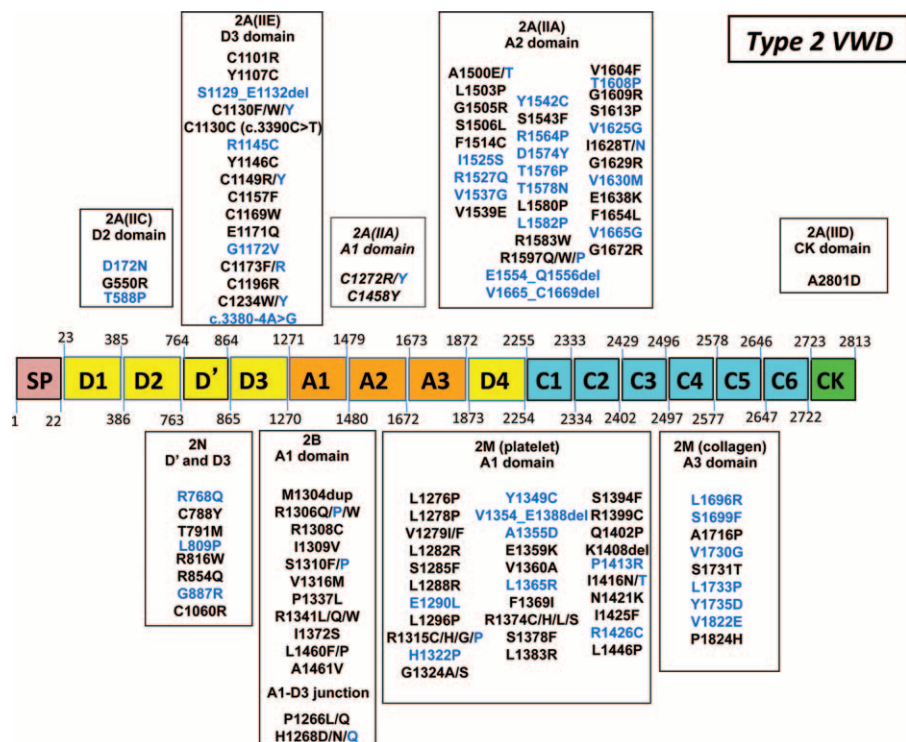 Type 2 VWD
2A(IIE)
D3 domain
C1101R
Y1107C
S1129_E1132del
C1130F/W/Y
C1130C (c.3390C>T)
R1145C
Y1146C
C1149R/Y
C1157F
C1169W
E1171Q
G1172V
C1173F/R
C1196R
C1234W/Y
c.3380-4A>G
2A(IIA)
A2 domain
A1500E/T
L1503P
G1505R
S1506L
F1514C
I1525S
R1527Q
V1537G
V1539E
Y1542C
S1543F
R1564P
D1574Y
T1576P
T1578N
L1580P
L1582P
R1583W
R1597Q/W/P
E1554_Q1556del
V1665_C1669del
V1604F
T1608P
G1609R
S1613P
V1625G
I1628T/N
G1629R
V1630M
E1638K
F1654L
V1665G
G1672R
2A(IIC)
D2 domain
D172N
G550R
T588P
2A(IIA)
A1 domain
C1272R/Y
C1458Y
2A(IID)
CK domain
A2801D
23 385 764 864 1271 1479 1673 1872 2255 2333 2429 2496 2578 2646 2723 2813
SP D1 D2 D' D3 A1 A2 A3 D4 C1 C2 C3 C4 C5 C6 CK
1 22 386 763 865 1270 1480 1672 1873 2254 2334 2402 2497 2577 2647 2722
2N
D' and D3
R768Q
C788Y
T791M
L809P
R816W
R854Q
G887R
C1060R
2B
A1 domain
M1304dup
R1306Q/P/W
R1308C
I1309V
S1310F/P
V1316M
P1337L
R1341L/Q/W
I1372S
L1460F/P
A1461V
A1-D3 junction
P1266L/Q
H1268D/N/Q
2M (platelet)
A1 domain
L1276P
L1278P
V1279I/F
L1282R
S1285F
L1288R
E1290L
L1296P
R1315C/H/G/P
H1322P
G1324A/S
Y1349C
V1354_E1388del
A1355D
E1359K
V1360A
L1365R
F1369I
R1374C/H/L/S
S1378F
L1383R
S1394F
R1399C
Q1402P
K1408del
P1413R
I1416N/T
N1421K
I1425F
R1426C
L1446P
2M (collagen)
A3 domain
L1696R
S1699F
A1716P
V1730G
S1731T
L1733P
Y1735D
V1822E
P1824H